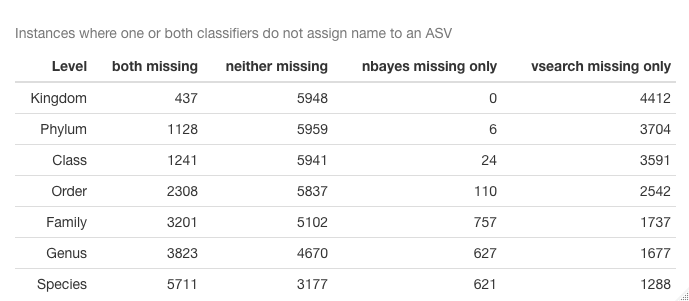 Instances where one or both classifiers do not assign name to an ASV
Level both missing neither missing nbayes missing only vsearch missing only
Kingdom 437 5948 0 4412
Phylum 1128 5959 6 3704
Class 1241 5941 24 3591
Order 2308 5837 110 2542
Family 3201 5102 757 1737
Genus 3823 4670 627 1677
Species 5711 3177 621 1288